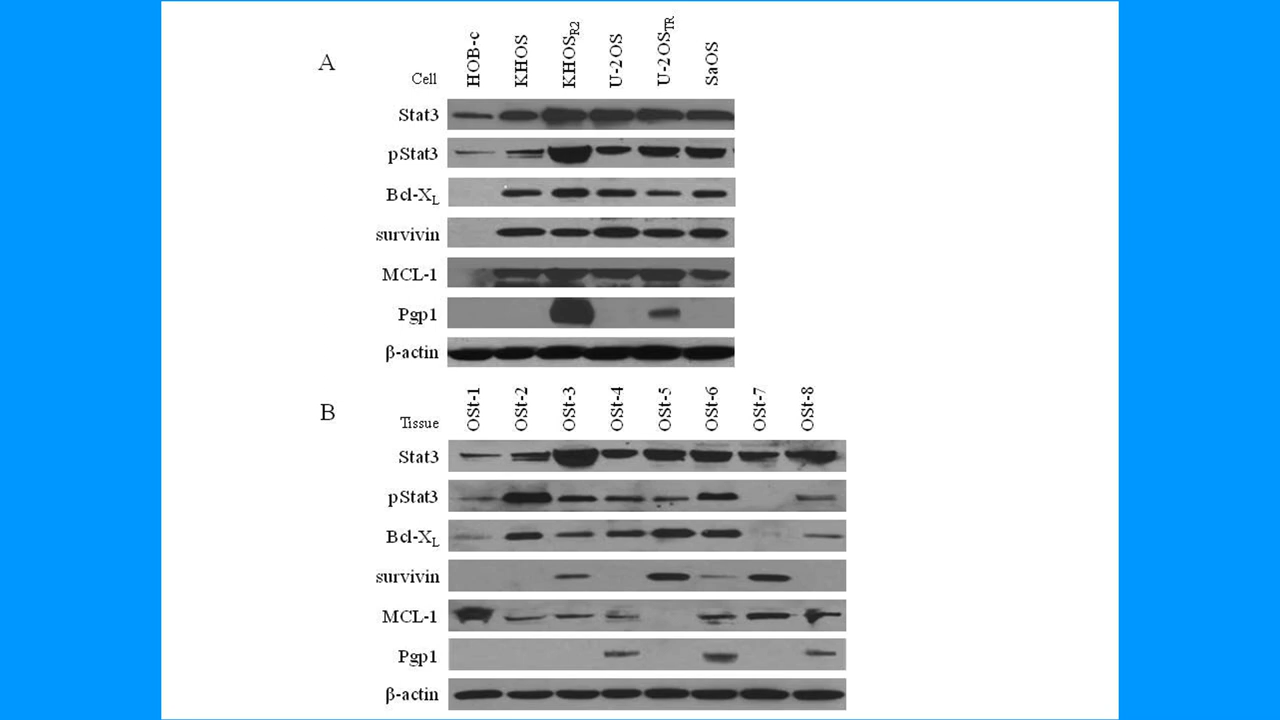 A
Cell HOB-c KHOS KHOSR2 U-2OS U-2OSTR SaOS
Stat3
pStat3
Bcl-XL
survivin
MCL-1
Pgp1
β-actin
B
Tissue OSt-1 OSt-2 OSt-3 OSt-4 OSt-5 OSt-6 OSt-7 OSt-8
Stat3
pStat3
Bcl-XL
survivin
MCL-1
Pgp1
β-actin